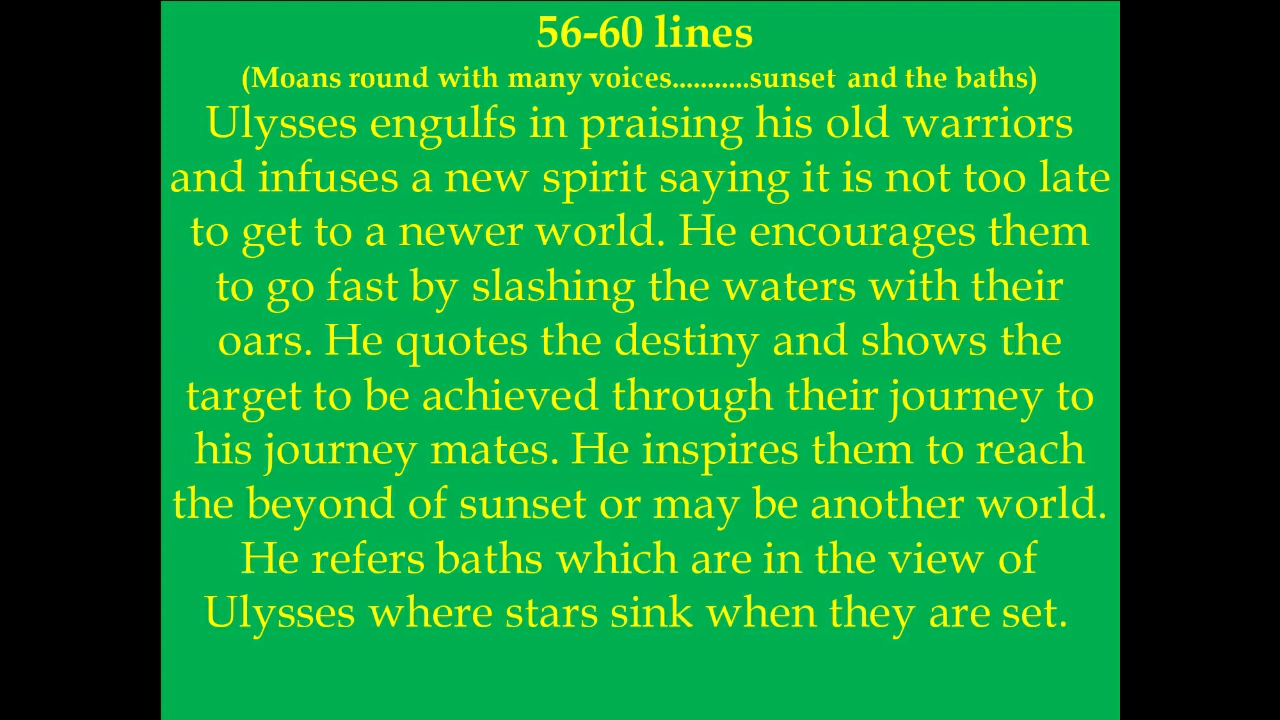 56-60 lines
(Moans round with many voices...........sunset and the baths)
Ulysses engulfs in praising his old warriors
and infuses a new spirit saying it is not too late
to get to a newer world. He encourages them
to go fast by slashing the waters with their
oars. He quotes the destiny and shows the
target to be achieved through their journey to
his journey mates. He inspires them to reach
the beyond of sunset or may be another world.
He refers baths which are in the view of
Ulysses where stars sink when they are set.